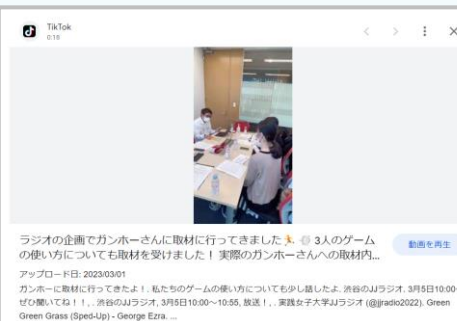 TikTok
0:18
ラジオの企画でガンホーさんに取材に行ってきました🏃 🎐 3人のゲーム
の使い方についても取材を受けました！ 実際のガンホーさんへの取材内...
動画を再生
アップロード日: 2023/03/01
ガンホーに取材に行ってきたよ！. 私たちのゲームの使い方についても少し話したよ. 渋谷のJJラジオ. 3月5日10:00~
ぜひ聞いてね！！. . 渋谷のJJラジオ, 3月5日10:00～10:55, 放送！. . 実践女子大学JJラジオ (@jjradio2022). Green
Green Grass (Sped-Up) - George Ezra. ...